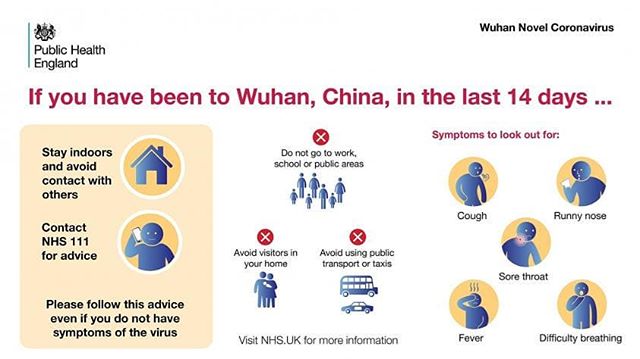 Public Health
England
Wuhan Novel Coronavirus
If you have been to Wuhan, China, in the last 14 days ...
Stay indoors
and avoid
contact with
others
Contact
NHS 111
for advice
Please follow this advice
even if you do not have
symptoms of the virus
Do not go to work,
school or public areas
Avoid visitors in
your home
Avoid using public
transport or taxis
Visit NHS.UK for more information
Symptoms to look out for:
Cough
Runny nose
Sore throat
Fever
Difficulty breathing